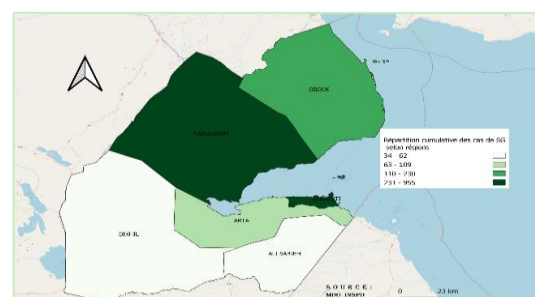 OBOCK
TADJOURAH
Répartition cumulative des cas de SG
selon régions
34 - 62
63 - 109
110 - 230
231 - 955
ARTA
DIKHIL
ALI SABIEH
SOURCE:
0 23 km